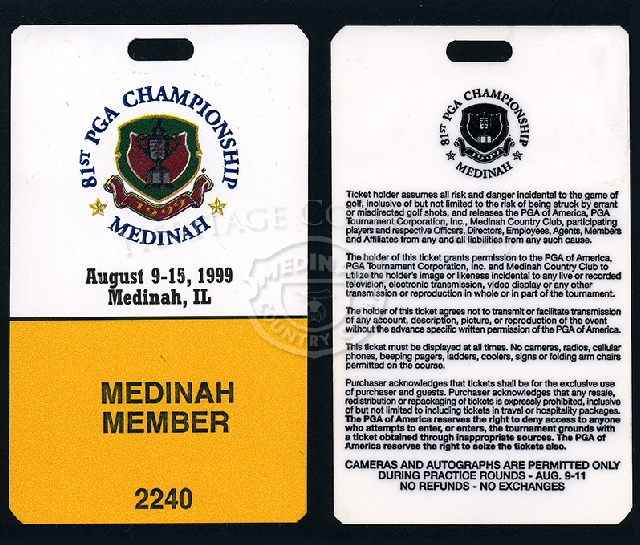 81ST PGA CHAMPIONSHIP
1999
MEDINAH
August 9-15, 1999
Medinah, IL
MEDINAH
MEMBER
2240
81ST PGA CHAMPIONSHIP
MEDINAH
Ticket holder assumes all risk and danger incidental to the game of
golf, inclusive of but not limited to the risk of being struck by errant
or misdirected golf shots, and releases the PGA of America, PGA
Tournament Corporation, Inc., Medinah Country Club, participating
players and respective Officers, Directors, Employees, Agents, Members
and Affiliates from any and all liabilities from any such cause.
The holder of this ticket grants permission to the PGA of America,
PGA Tournament Corporation, Inc. and Medinah Country Club to
utilize the holder's image or likeness incidental to any live or recorded
television, electronic transmission, video display or any other
transmission or reproduction in whole or in part of the tournament.
The holder of this ticket agrees not to transmit or facilitate transmission
of any account, description, picture, or reproduction of the event
without the advance specific written permission of the PGA of America.
This ticket must be displayed at all times. No cameras, radios, cellular
phones, beeping pagers, ladders, coolers, signs or folding arm chairs
permitted on the course.
Purchaser acknowledges that tickets shall be for the exclusive use
of purchaser and guests. Purchaser acknowledges that any resale,
redistribution or repackaging of tickets is expressly prohibited, inclusive
of but not limited to including tickets in travel or hospitality packages.
The PGA of America reserves the right to deny access to anyone
who attempts to enter, or enters, the tournament grounds with
a ticket obtained through inappropriate sources. The PGA of
America reserves the right to seize the tickets also.
CAMERAS AND AUTOGRAPHS ARE PERMITTED ONLY
DURING PRACTICE ROUNDS - AUG. 9-11
NO REFUNDS - NO EXCHANGES
MEDINAH
COUNTRY CLUB